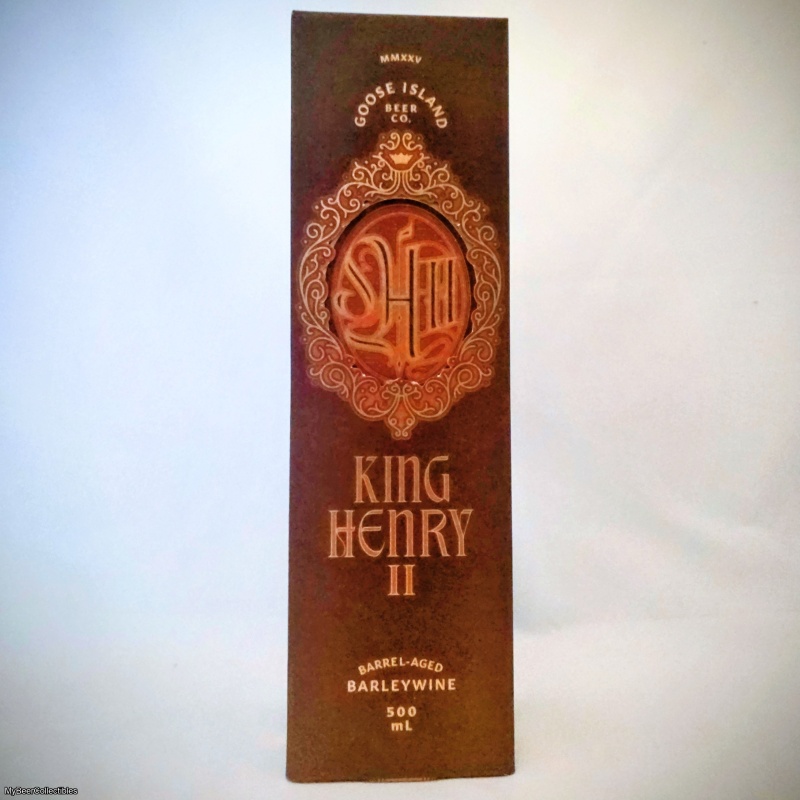 MMXXV
GOOSE ISLAND
BEER
CO.
KING
HENRY
II
BARREL-AGED
BARLEYWINE
500
mL
MyBeerCollectibles